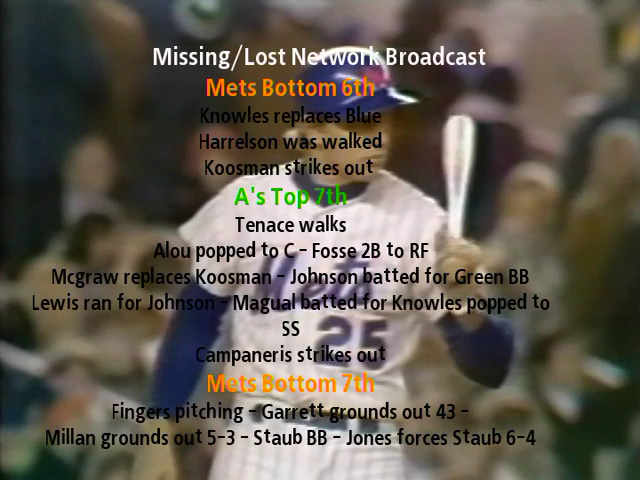 Missing/Lost Network Broadcast
Mets Bottom 6th
Knowles replaces Blue
Harrelson was walked
Koosman strikes out
A's Top 7th
Tenace walks
Alou popped to C - Fosse 2B to RF
Mcgraw replaces Koosman - Johnson batted for Green BB
Lewis ran for Johnson - Magual batted for Knowles popped to
SS
Campaneris strikes out
Mets Bottom 7th
Fingers pitching - Garrett grounds out 43 -
Millan grounds out 5-3 - Staub BB - Jones forces Staub 6-4
25